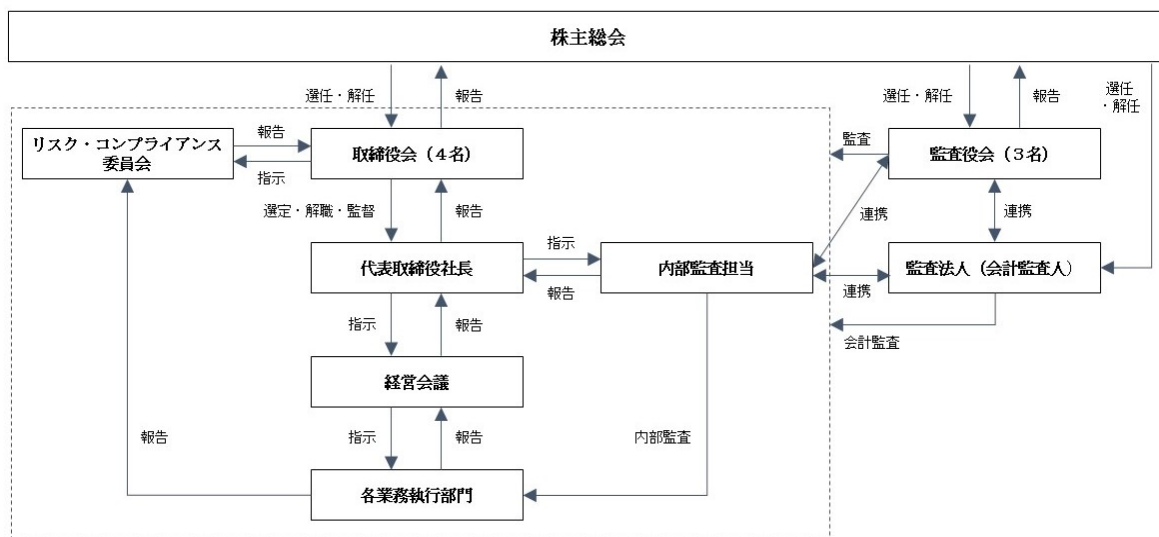 株主総会
選任・解任
報告
選任・解任
報告
選任
・解任
リスク・コンプライアンス
委員会
報告
指示
取締役会（４名）
監査
監査役会（３名）
選定・解職・監督
報告
連携
連携
代表取締役社長
指示
報告
内部監査担当
連携
監査法人（会計監査人）
指示
報告
会計監査
経営会議
報告
指示
報告
内部監査
各業務執行部門